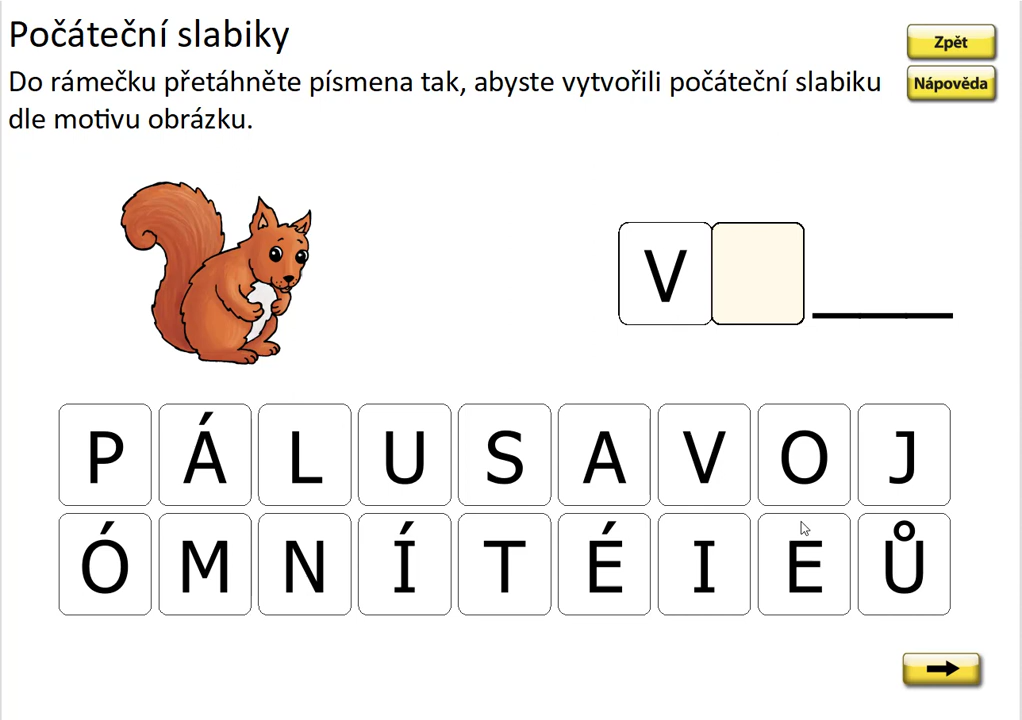 Počáteční slabiky
Zpět
Do rámečku přetáhněte písmena tak, abyste vytvořili počáteční slabiku
Nápověda
dle motivu obrázku.
V
P Á L U S A V O J
Ó M N Í T É I E Ů